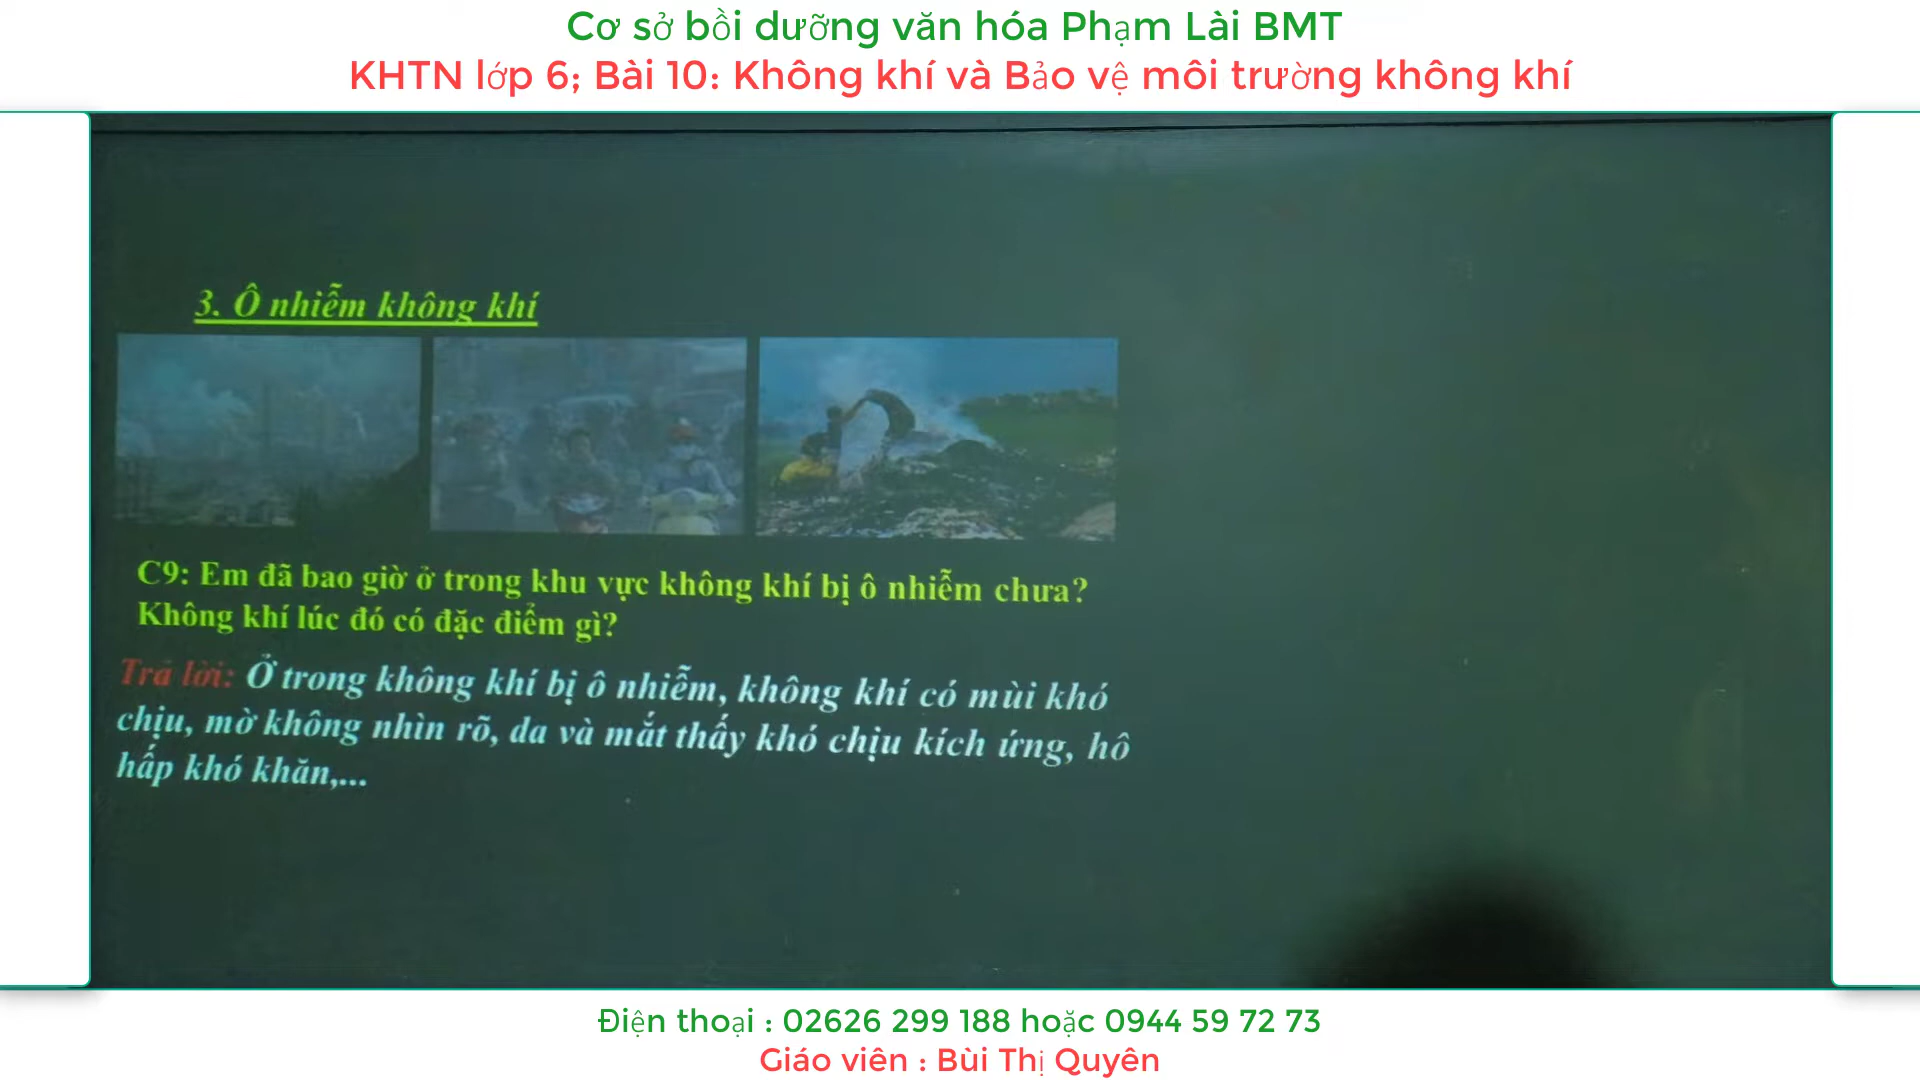 Cơ sở bồi dưỡng văn hóa Phạm Lài BMT
KHTN lớp 6; Bài 10: Không khí và Bảo vệ môi trường không khí
3. Ô nhiễm không khí
C9: Em đã bao giờ ở trong khu vực không khí bị ô nhiễm chưa?
Không khí lúc đó có đặc điểm gì?
Trả lời: Ở trong không khí bị ô nhiễm, không khí có mùi khó
chịu, mờ không nhìn rõ, da và mắt thấy khó chịu kích ứng, hô
hấp khó khăn,...
Điện thoại : 02626 299 188 hoặc 0944 59 72 73
Giáo viên : Bùi Thị Quyên